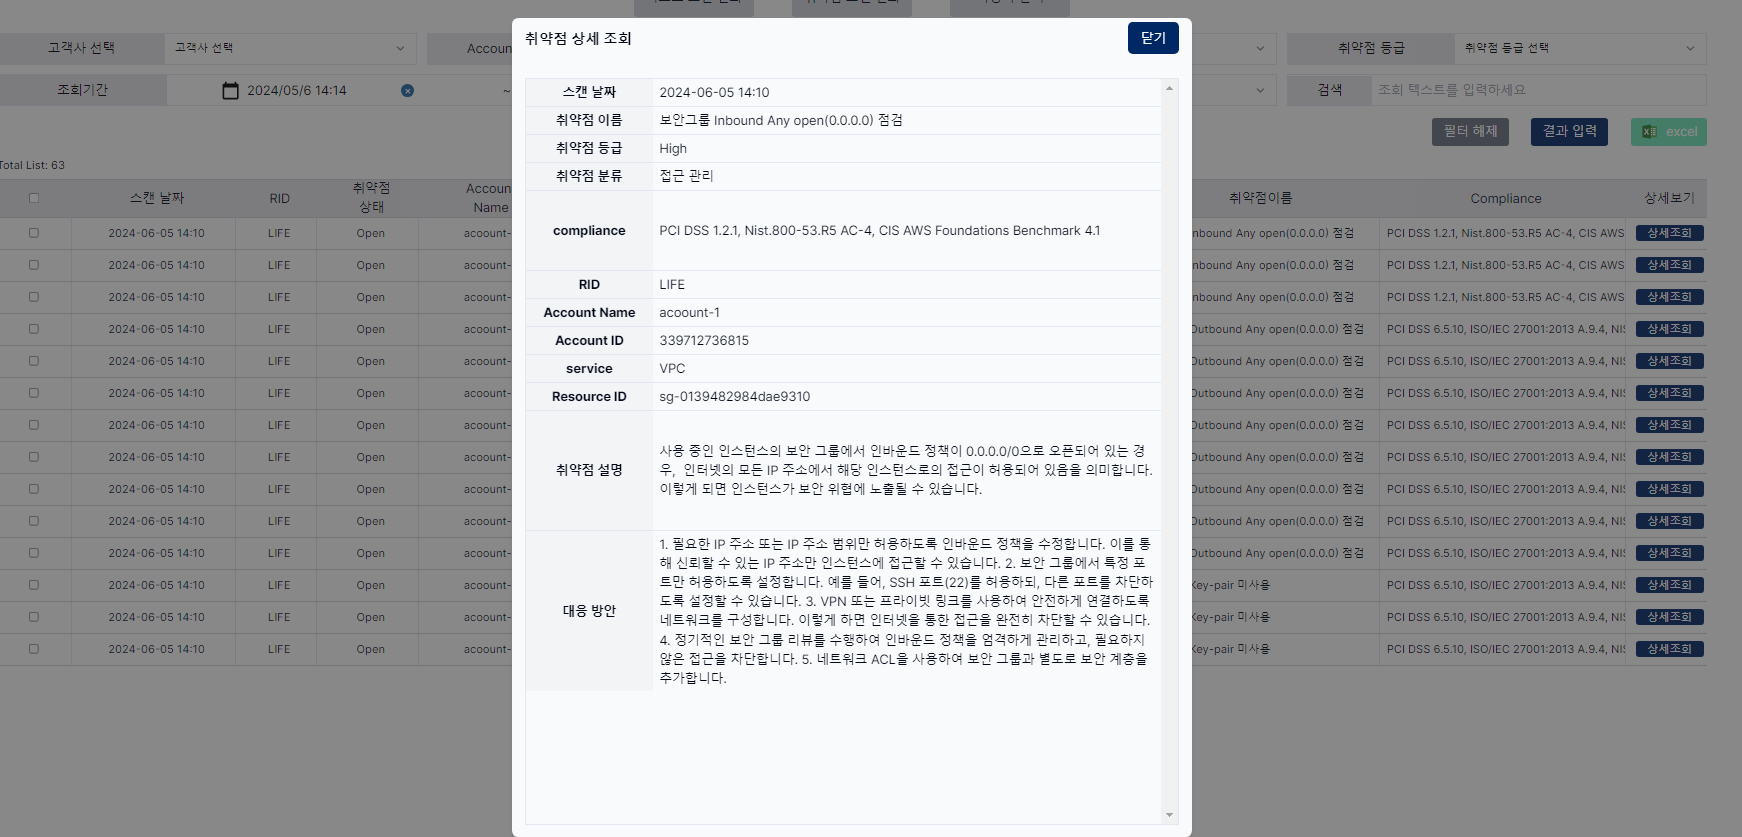 취약점 상세 조회
닫기
스캔 날짜 2024-06-05 14:10
취약점 이름 보안그룹 Inbound Any open(0.0.0.0) 점검
취약점 등급 High
취약점 분류 접근 관리
compliance PCI DSS 1.2.1, Nist.800-53.R5 AC-4, CIS AWS Foundations Benchmark 4.1
RID LIFE
Account Name acoount-1
Account ID 339712736815
service VPC
Resource ID sg-0139482984dae9310
취약점 설명
사용 중인 인스턴스의 보안 그룹에서 인바운드 정책이 0.0.0.0/0으로 오픈되어 있는 경
우, 인터넷의 모든 IP 주소에서 해당 인스턴스로의 접근이 허용되어 있음을 의미합니다.
이렇게 되면 인스턴스가 보안 위협에 노출될 수 있습니다.
대응 방안
1. 필요한 IP 주소 또는 IP 주소 범위만 허용하도록 인바운드 정책을 수정합니다. 이를 통
해 신뢰할 수 있는 IP 주소만 인스턴스에 접근할 수 있습니다. 2. 보안 그룹에서 특정 포
트만 허용하도록 설정합니다. 예를 들어, SSH 포트(22)를 허용하되, 다른 포트를 차단하
도록 설정할 수 있습니다. 3. VPN 또는 프라이빗 링크를 사용하여 안전하게 연결하도록
네트워크를 구성합니다. 이렇게 하면 인터넷을 통한 접근을 완전히 차단할 수 있습니다.
4. 정기적인 보안 그룹 리뷰를 수행하여 인바운드 정책을 엄격하게 관리하고, 필요하지
않은 접근을 차단합니다. 5. 네트워크 ACL을 사용하여 보안 그룹과 별도로 보안 계층을
추가합니다.
고객사 선택 고객사 선택 Accoun 취약점 등급 취약점 등급 선택
조회기간 2024/05/6 14:14 ~ 검색 조회 텍스트를 입력하세요
필터 해제 결과 입력 excel
Total List: 63
스캔 날짜 RID 취약점 상태 Accoun Name 취약점이름 Compliance 상세보기
2024-06-05 14:10 LIFE Open acoount- nbound Any open(0.0.0.0) 점검 PCI DSS 1.2.1, Nist.800-53.R5 AC-4, CIS AWS 상세조회
2024-06-05 14:10 LIFE Open acoount- nbound Any open(0.0.0.0) 점검 PCI DSS 1.2.1, Nist.800-53.R5 AC-4, CIS AWS 상세조회
2024-06-05 14:10 LIFE Open acoount- nbound Any open(0.0.0.0) 점검 PCI DSS 1.2.1, Nist.800-53.R5 AC-4, CIS AWS 상세조회
2024-06-05 14:10 LIFE Open acoount- Outbound Any open(0.0.0.0) 점검 PCI DSS 6.5.10, ISO/IEC 27001:2013 A.9.4, NIS 상세조회
2024-06-05 14:10 LIFE Open acoount- Outbound Any open(0.0.0.0) 점검 PCI DSS 6.5.10, ISO/IEC 27001:2013 A.9.4, NIS 상세조회
2024-06-05 14:10 LIFE Open acoount- Outbound Any open(0.0.0.0) 점검 PCI DSS 6.5.10, ISO/IEC 27001:2013 A.9.4, NIS 상세조회
2024-06-05 14:10 LIFE Open acoount- Outbound Any open(0.0.0.0) 점검 PCI DSS 6.5.10, ISO/IEC 27001:2013 A.9.4, NIS 상세조회
2024-06-05 14:10 LIFE Open acoount- Outbound Any open(0.0.0.0) 점검 PCI DSS 6.5.10, ISO/IEC 27001:2013 A.9.4, NIS 상세조회
2024-06-05 14:10 LIFE Open acoount- Outbound Any open(0.0.0.0) 점검 PCI DSS 6.5.10, ISO/IEC 27001:2013 A.9.4, NIS 상세조회
2024-06-05 14:10 LIFE Open acoount- Outbound Any open(0.0.0.0) 점검 PCI DSS 6.5.10, ISO/IEC 27001:2013 A.9.4, NIS 상세조회
2024-06-05 14:10 LIFE Open acoount- Outbound Any open(0.0.0.0) 점검 PCI DSS 6.5.10, ISO/IEC 27001:2013 A.9.4, NIS 상세조회
2024-06-05 14:10 LIFE Open acoount- Key-pair 미사용 PCI DSS 6.5.10, ISO/IEC 27001:2013 A.9.4, NIS 상세조회
2024-06-05 14:10 LIFE Open acoount- Key-pair 미사용 PCI DSS 6.5.10, ISO/IEC 27001:2013 A.9.4, NIS 상세조회
2024-06-05 14:10 LIFE Open acoount- Key-pair 미사용 PCI DSS 6.5.10, ISO/IEC 27001:2013 A.9.4, NIS 상세조회